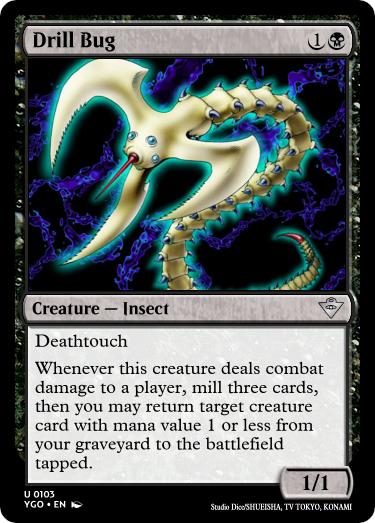 Drill Bug 1
Creature — Insect
Deathtouch
Whenever this creature deals combat
damage to a player, mill three cards,
then you may return target creature
card with mana value 1 or less from
your graveyard to the battlefield
tapped.
1/1
U 0103
YGO • EN
Studio Dice/SHUEISHA, TV TOKYO, KONAMI